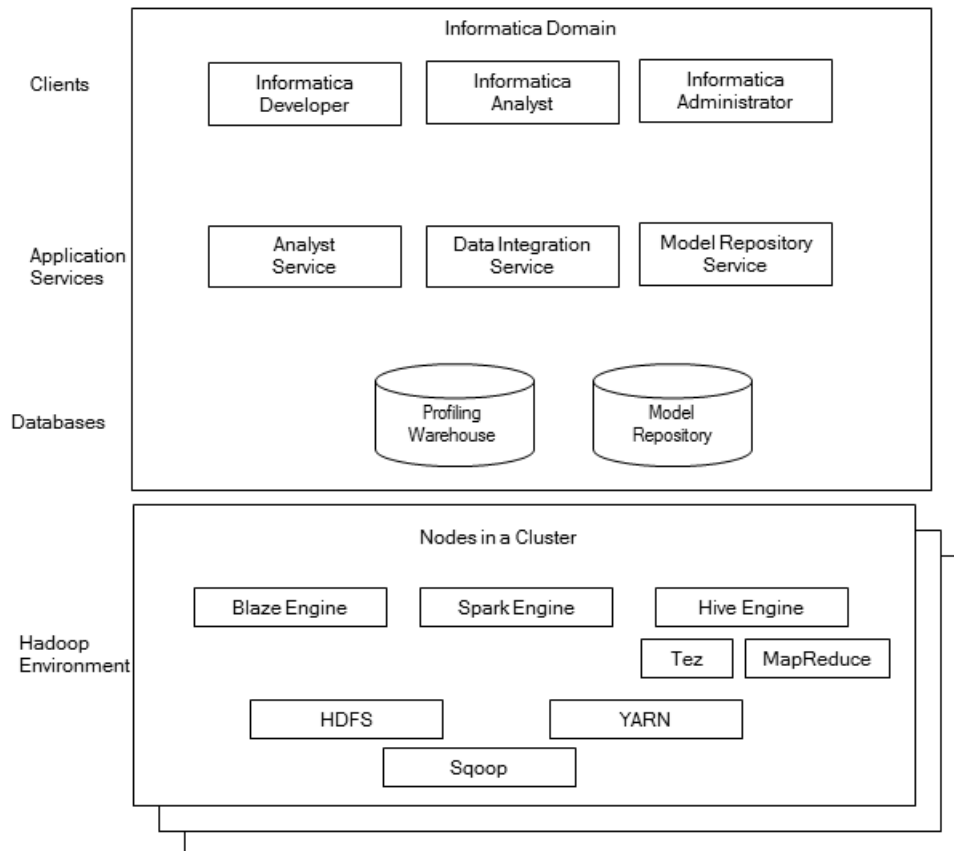 Informatica Domain
Clients
Informatica
Developer
Informatica
Analyst
Informatica
Administrator
Application
Services
Analyst
Service
Data Integration
Service
Model Repository
Service
Databases
Profiling
Warehouse
Model
Repository
Nodes in a Cluster
Hadoop
Environment
Blaze Engine
Spark Engine
Hive Engine
Tez
MapReduce
HDFS
YARN
Sqoop